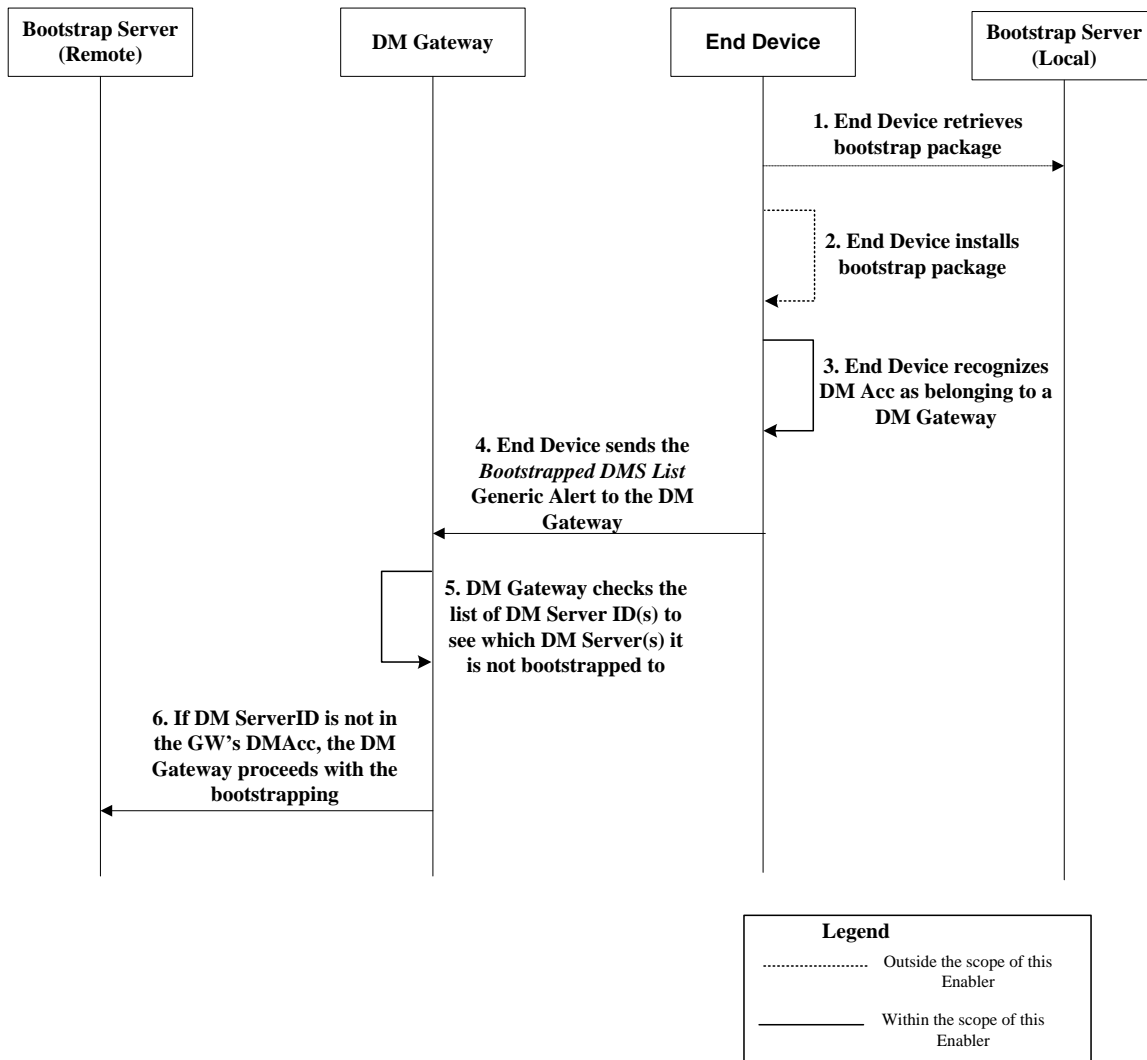 Bootstrap Server
(Remote)
DM Gateway
End Device
Bootstrap Server
(Local)
1. End Device retrieves
bootstrap package
2. End Device installs
bootstrap package
3. End Device recognizes
DM Acc as belonging to a
DM Gateway
4. End Device sends the
Bootstrapped DMS List
Generic Alert to the DM
Gateway
5. DM Gateway checks the
list of DM Server ID(s) to
see which DM Server(s) it
is not bootstrapped to
6. If DM ServerID is not in
the GW’s DMAcc, the DM
Gateway proceeds with the
bootstrapping
Legend
Outside the scope of this
Enabler
Within the scope of this
Enabler